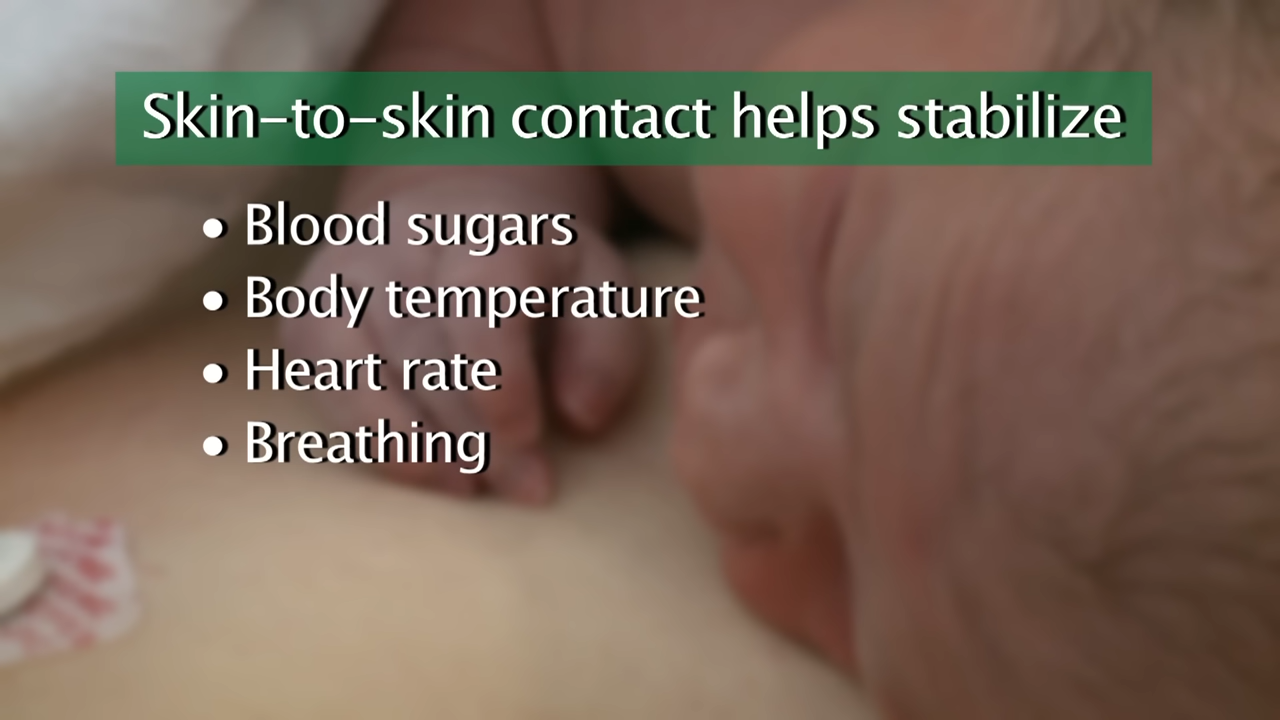 Skin-to-skin contact helps stabilize
• Blood sugars
• Body temperature
• Heart rate
• Breathing